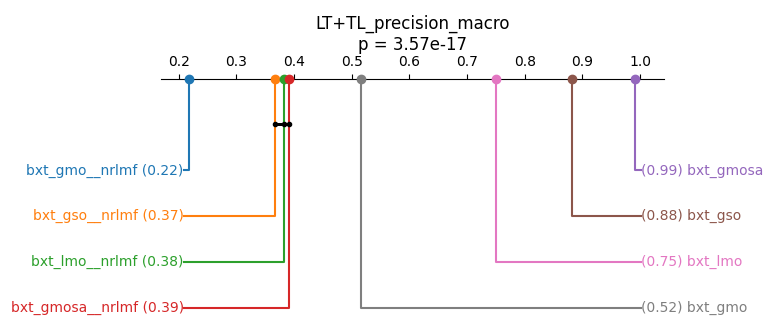 LT+TL_precision_macro
p = 3.57e-17
0.2 0.3 0.4 0.5 0.6 0.7 0.8 0.9 1.0
bxt_gmo__nrlmf (0.22)
(0.99) bxt_gmosa
bxt_gso__nrlmf (0.37)
(0.88) bxt_gso
bxt_lmo__nrlmf (0.38)
(0.75) bxt_lmo
bxt_gmosa__nrlmf (0.39)
(0.52) bxt_gmo